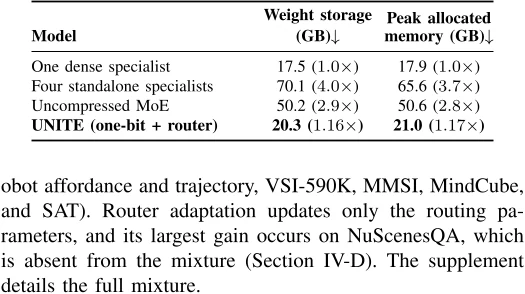 Model Weight storage (GB)↓ Peak allocated memory (GB)↓
One dense specialist 17.5 (1.0×) 17.9 (1.0×)
Four standalone specialists 70.1 (4.0×) 65.6 (3.7×)
Uncompressed MoE 50.2 (2.9×) 50.6 (2.8×)
UNITE (one-bit + router) 20.3 (1.16×) 21.0 (1.17×)
obot affordance and trajectory, VSI-590K, MMSI, MindCube,
and SAT). Router adaptation updates only the routing pa-
rameters, and its largest gain occurs on NuScenesQA, which
is absent from the mixture (Section IV-D). The supplement
details the full mixture.